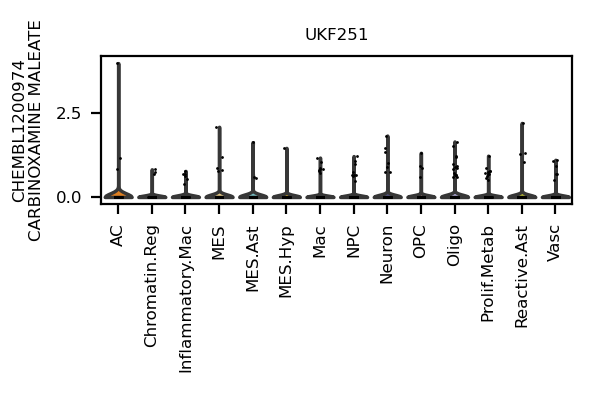 UKF251
CHEMBL1200974
CARBINOXAMINE MALEATE
2.5
0.0
AC
Chromatin.Reg
Inflammatory.Mac
MES
MES.Ast
MES.Hyp
Mac
NPC
Neuron
OPC
Oligo
Prolif.Metab
Reactive.Ast
Vasc